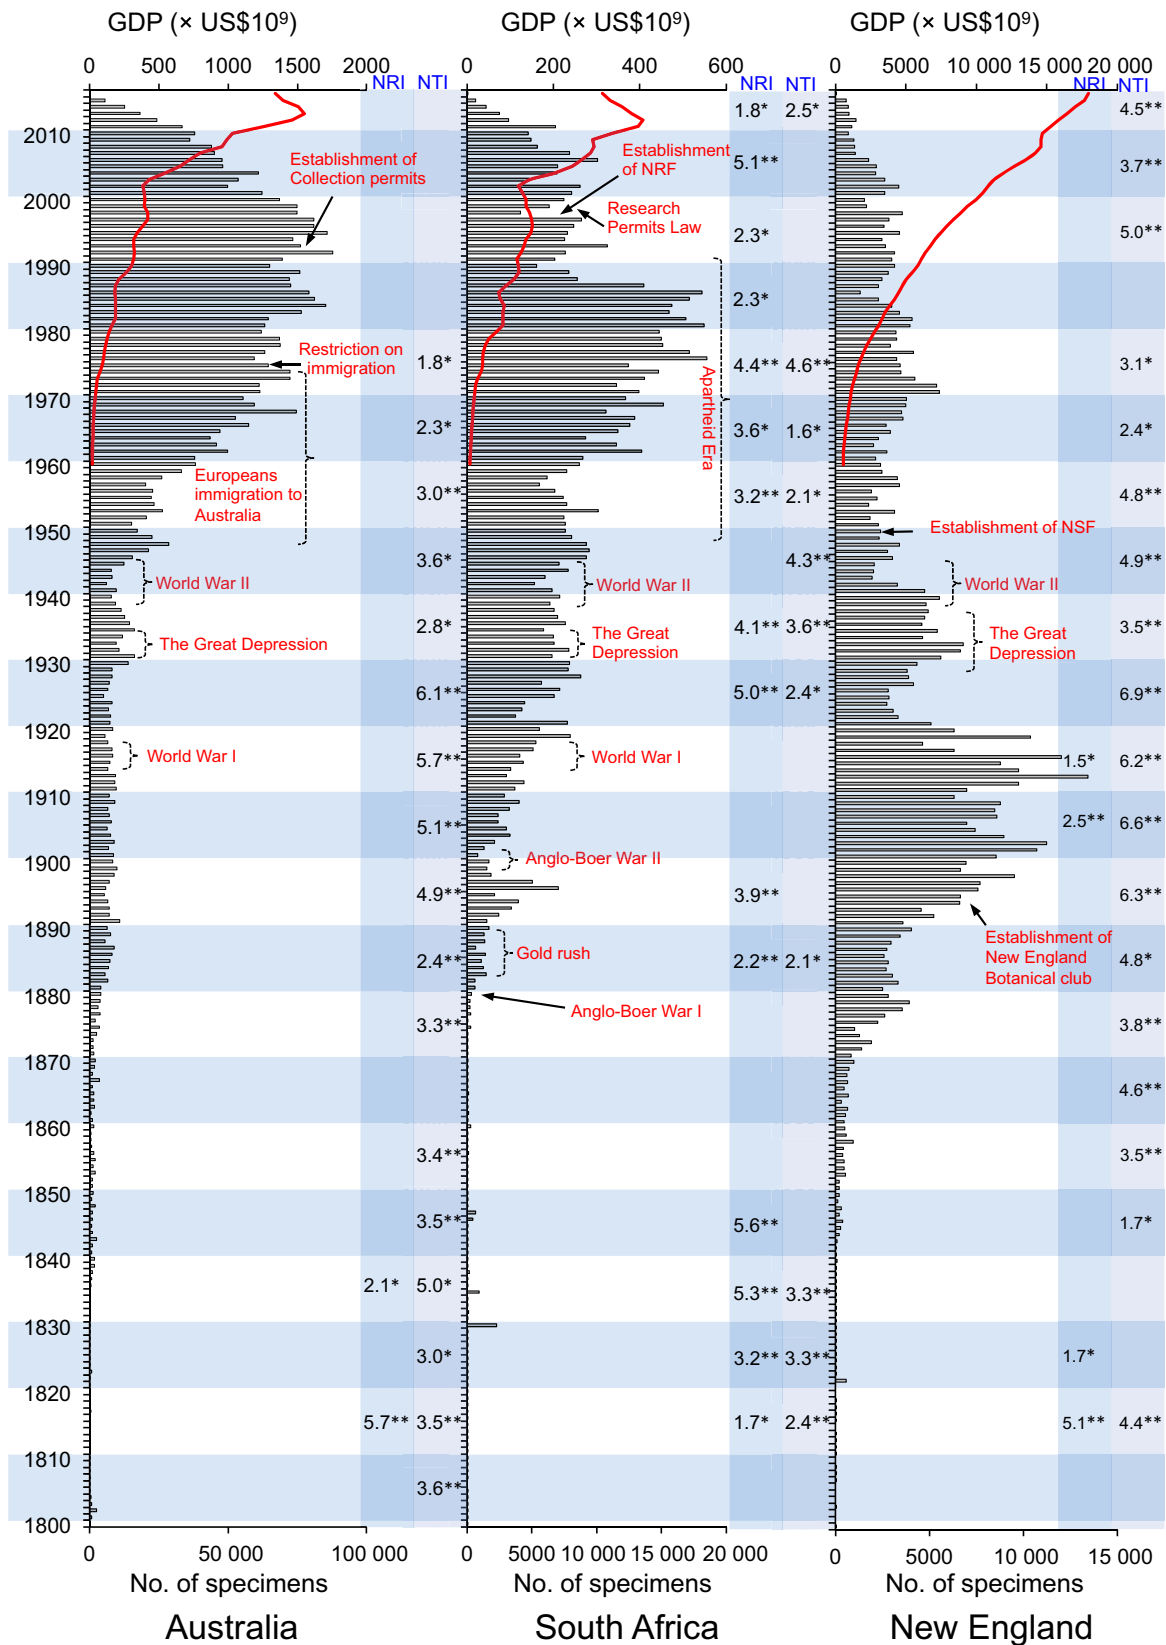 GDP (× US$10⁹)
GDP (× US$10⁹)
GDP (× US$10⁹)
0 500 1000 1500 2000
0 200 400 600
0 5000 10 000 15 000
NRI NTI
NRI NTI
NRI NTI
1.8* 2.5* 4.5**
2010
5.1** 3.7**
Establishment of
Collection permits
Establishment
of NRF
2000
Research
Permits Law
2.3* 5.0**
1990
2.3*
1980
Restriction on
immigration
1.8* 4.4** 4.6** 3.1*
Apartheid Era
1970
2.3* 3.6* 1.6* 2.4*
1960
Europeans
immigration to
Australia
3.0** 3.2** 2.1* 4.8**
Establishment of NSF
1950
3.6* 4.3** 4.9**
World War II
World War II
World War II
1940
2.8* 4.1** 3.6** 3.5**
The Great Depression
The Great
Depression
The Great
Depression
1930
6.1** 5.0** 2.4* 6.9**
1920
World War I
World War I
5.7** 1.5* 6.2**
1910
5.1** 2.5** 6.6**
1900
Anglo-Boer War II
4.9** 3.9** 6.3**
1890
Gold rush
Establishment of
New England
Botanical club
2.4** 2.2** 2.1* 4.8*
1880
Anglo-Boer War I
3.3** 3.8**
1870
4.6**
1860
3.4** 3.5**
1850
3.5** 5.6** 1.7*
1840
2.1* 5.0* 5.3** 3.3**
1830
3.0* 3.2** 3.3** 1.7*
1820
5.7** 3.5** 1.7* 2.4** 5.1** 4.4**
1810
3.6**
1800
0 50 000 100 000
0 5000 10 000 20 000
0 5000 10 000 15 000
No. of specimens
No. of specimens
No. of specimens
Australia
South Africa
New England